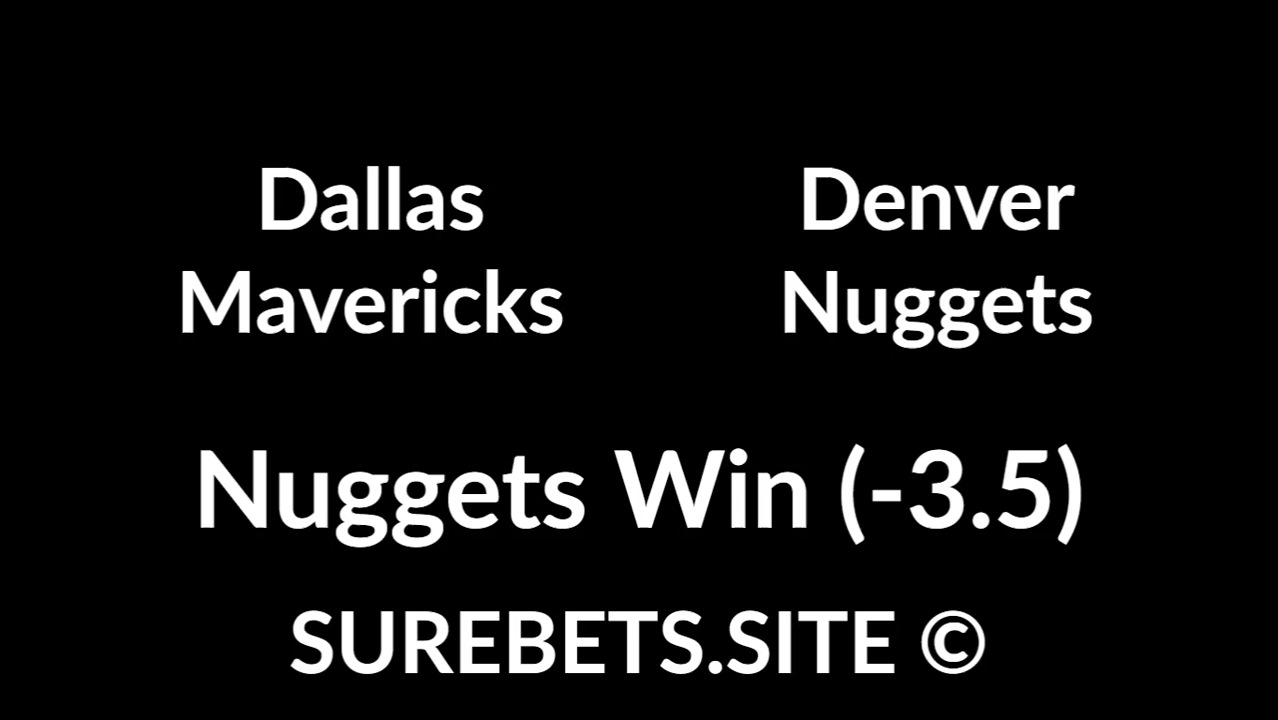 Dallas
Mavericks
Denver
Nuggets
Nuggets Win (-3.5)
SUREBETS.SITE ©